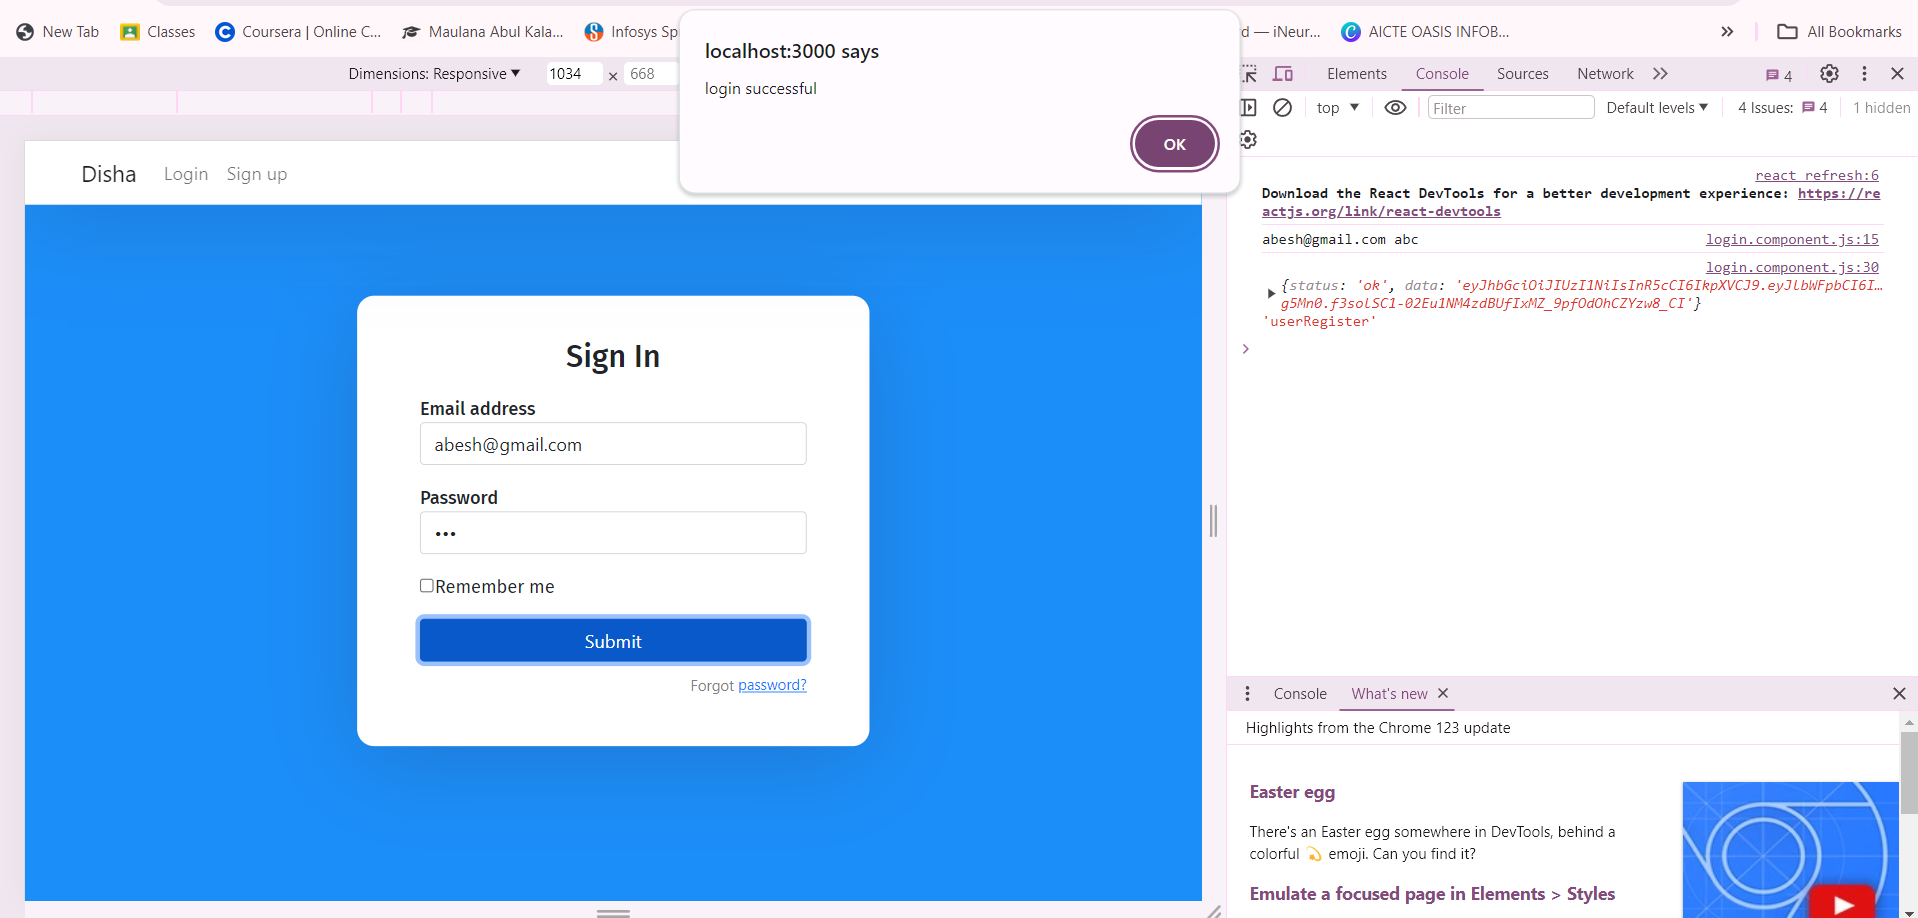 New Tab
Classes
Coursera | Online C...
Maulana Abul Kala...
Infosys Sp
rd — iNeur...
AICTE OASIS INFOB...
»
All Bookmarks
localhost:3000 says
login successful
OK
Dimensions: Responsive ▼ 1034 × 668
Elements Console Sources Network » 4
top ▼ Filter Default levels ▼ 4 Issues: 4 1 hidden
Disha Login Sign up
Sign In
Email address
abesh@gmail.com
Password
•••
Remember me
Submit
Forgot password?
react refresh:6
Download the React DevTools for a better development experience: https://re
actjs.org/link/react-devtools
abesh@gmail.com abc login.component.js:15
login.component.js:30
{status: 'ok', data: 'eyJhbGciOiJIUzI1NiIsInR5cCI6IkpXVCJ9.eyJlbWFpbCI6I…
g5Mn0.f3solSC1-02Eu1NM4zdBUfIxMZ_9pfOdOhCZYzw8_CI'}
'userRegister'
Console What's new
Highlights from the Chrome 123 update
Easter egg
There's an Easter egg somewhere in DevTools, behind a
colorful 💫 emoji. Can you find it?
Emulate a focused page in Elements > Styles